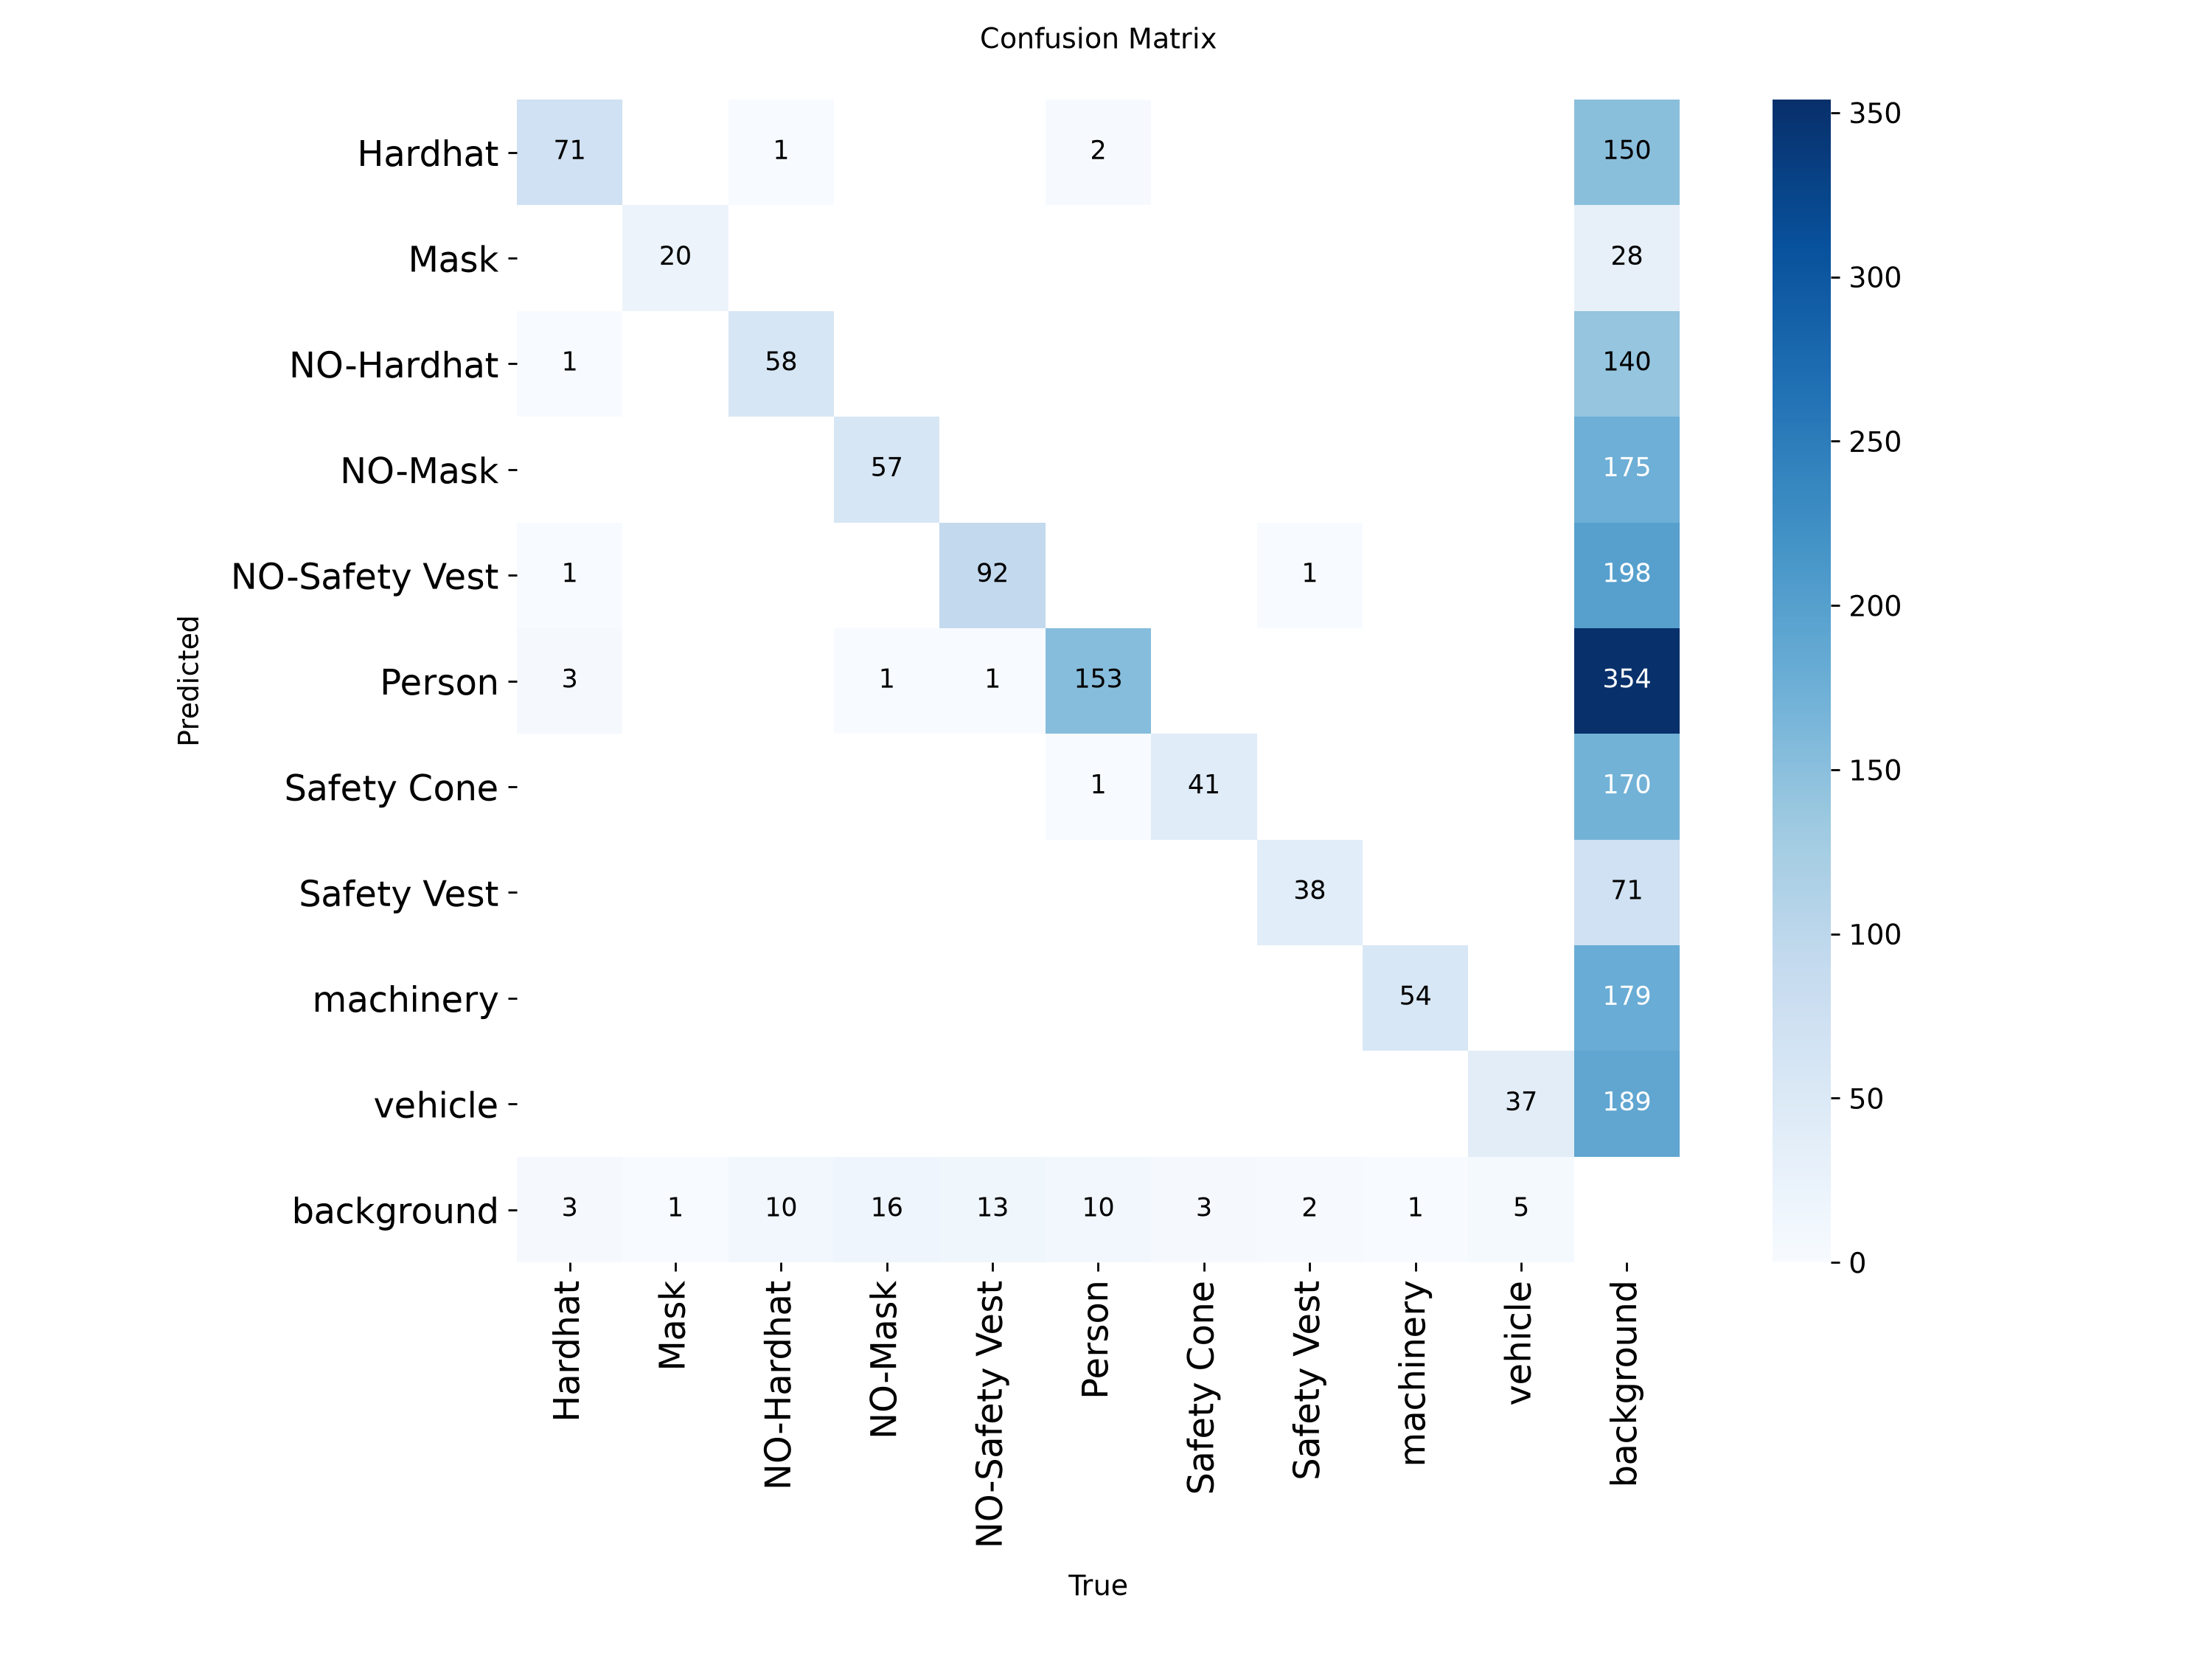 Confusion Matrix
Hardhat 71 1 2 150
Mask 20 28
NO-Hardhat 1 58 140
NO-Mask 57 175
NO-Safety Vest 1 92 1 198
Person 3 1 1 153 354
Safety Cone 1 41 170
Safety Vest 38 71
machinery 54 179
vehicle 37 189
background 3 1 10 16 13 10 3 2 1 5
Predicted
Hardhat
Mask
NO-Hardhat
NO-Mask
NO-Safety Vest
Person
Safety Cone
Safety Vest
machinery
vehicle
background
True
350
300
250
200
150
100
50
0